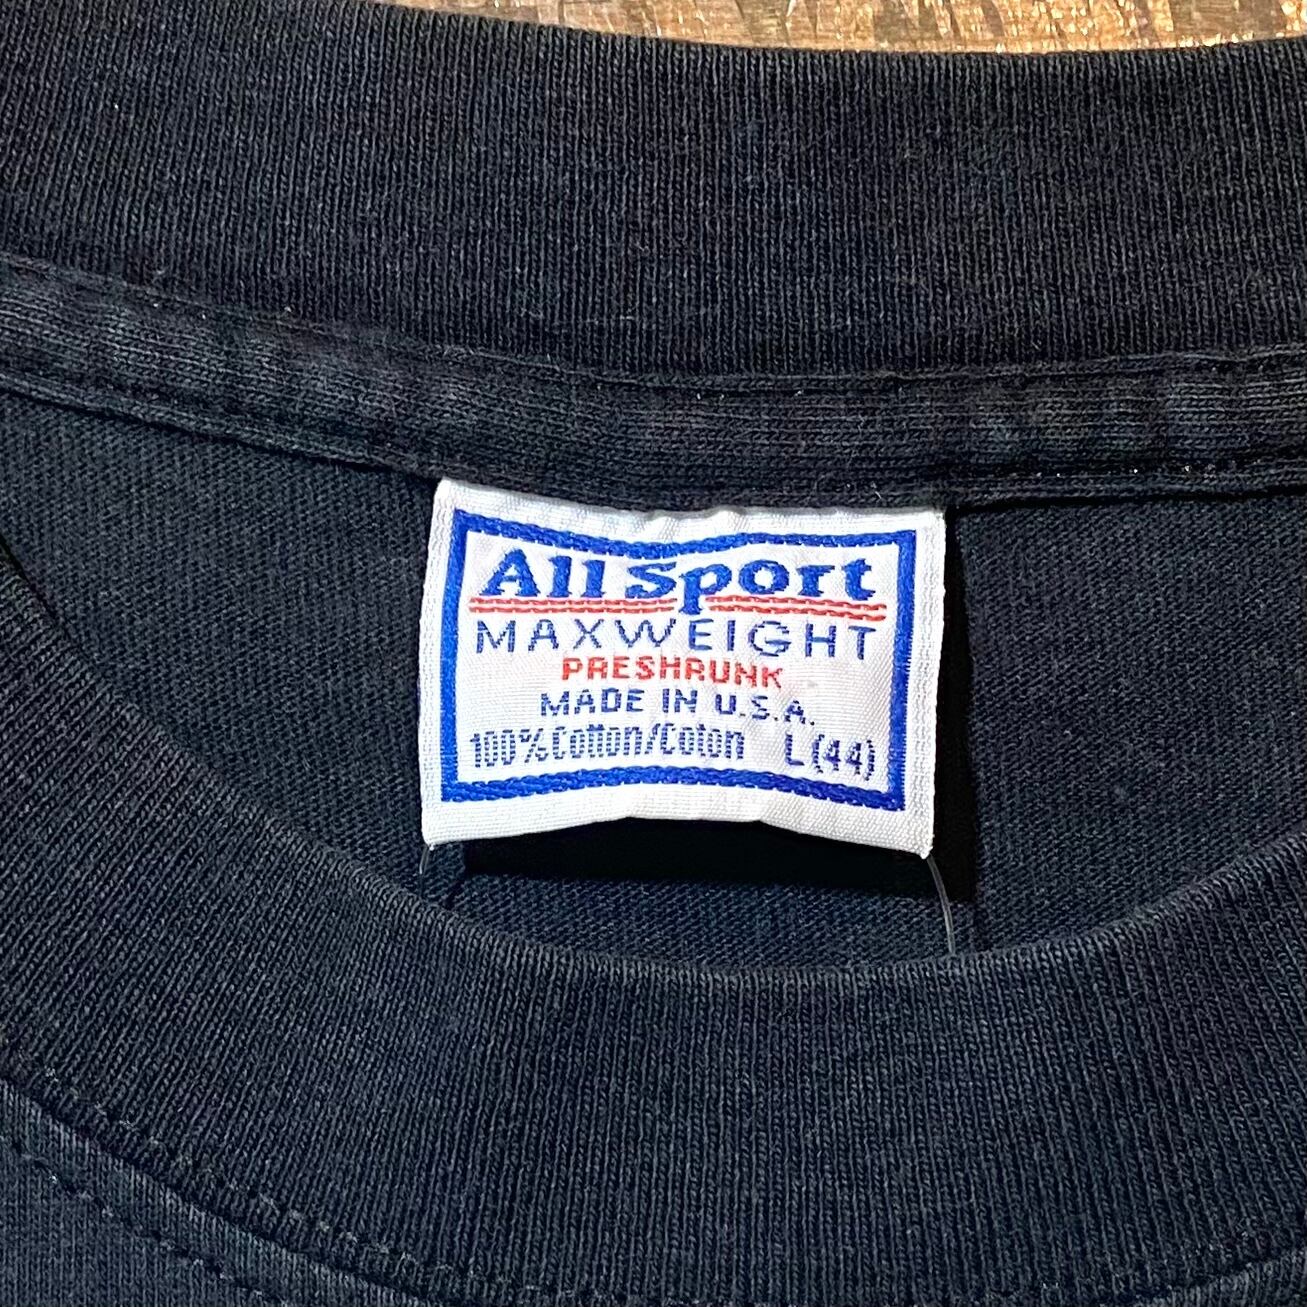 All Sport
MAXWEIGHT
PRESHRUNK
MADE IN U.S.A.
100% Cotton/Coton L(44)